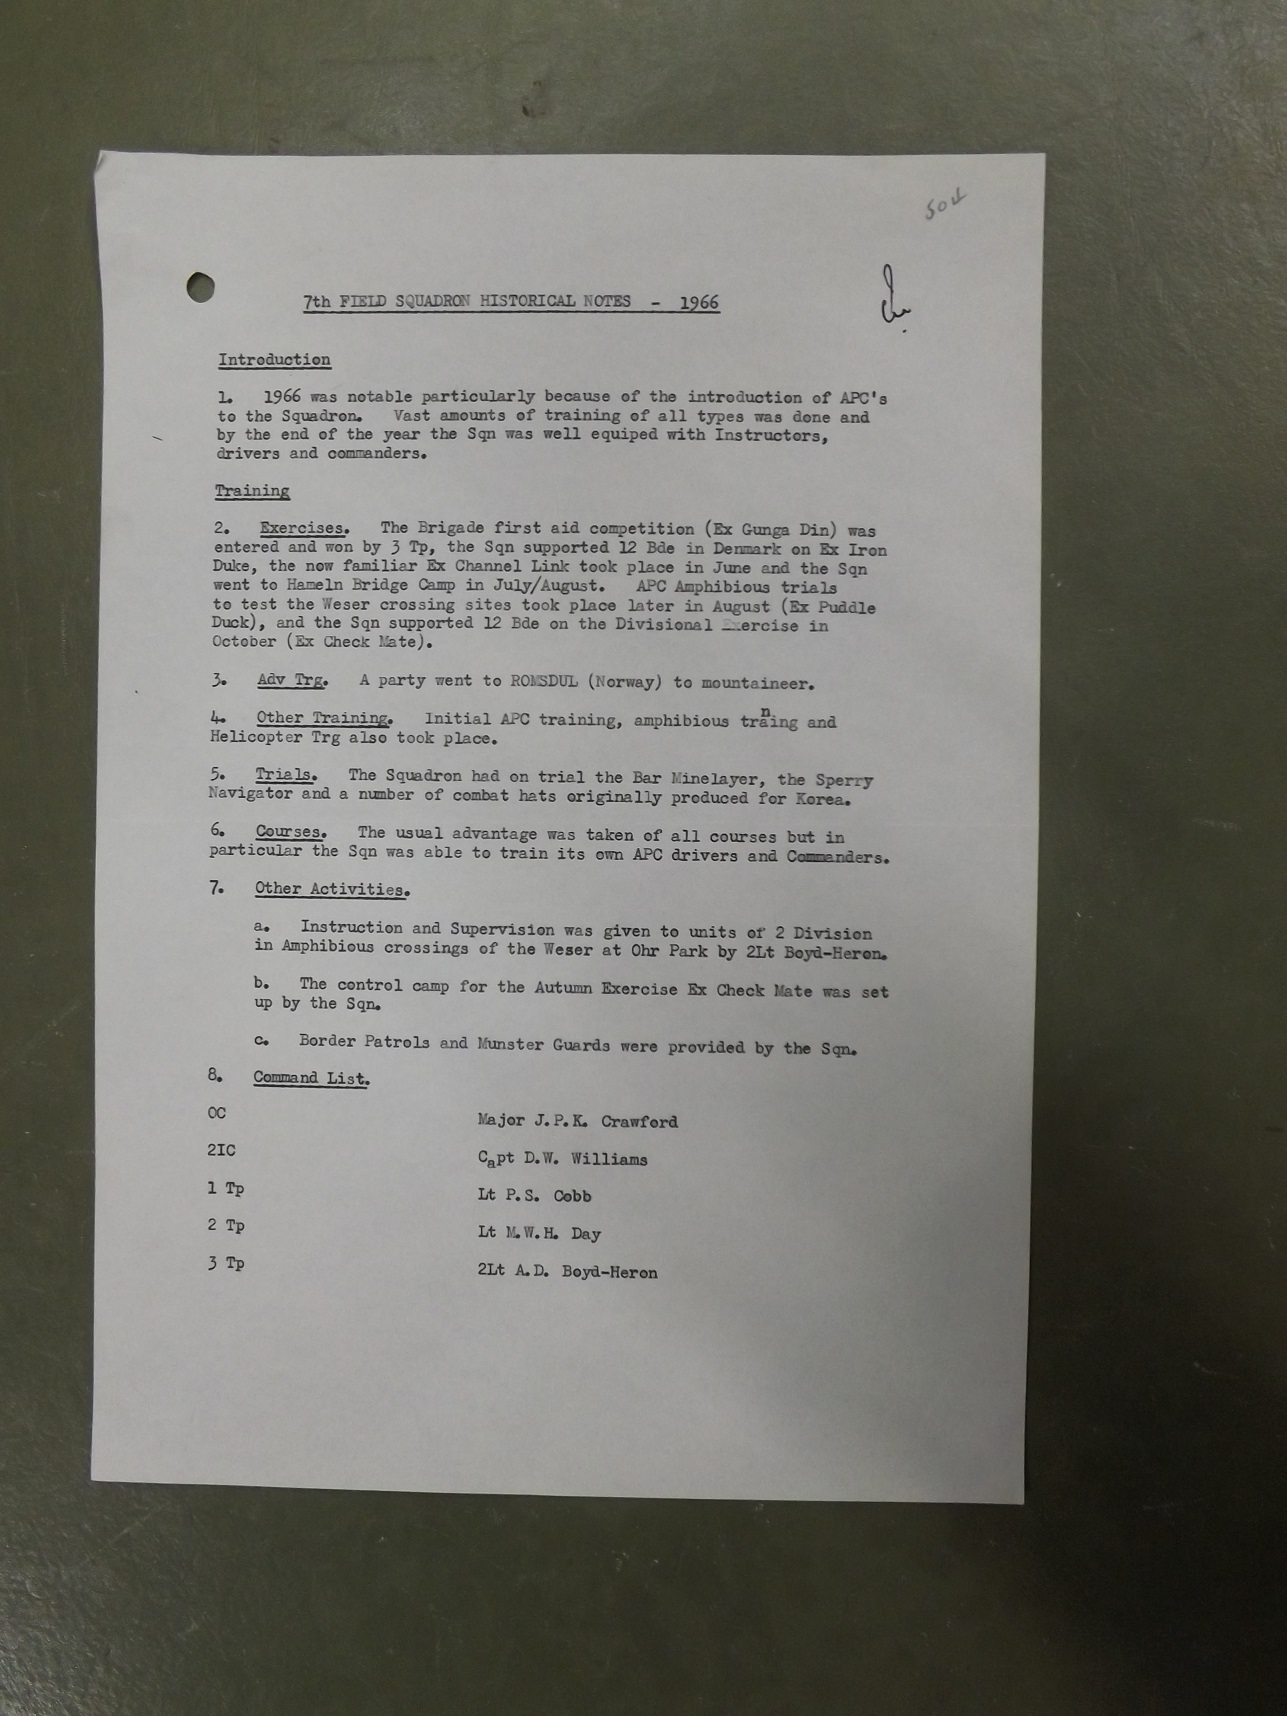 7th FIELD SQUADRON HISTORICAL NOTES - 1966
Introduction
1. 1966 was notable particularly because of the introduction of APC's
to the Squadron. Vast amounts of training of all types was done and
by the end of the year the Sqn was well equiped with Instructors,
drivers and commanders.
Training
2. Exercises. The Brigade first aid competition (Ex Gunga Din) was
entered and won by 3 Tp, the Sqn supported 12 Bde in Denmark on Ex Iron
Duke, the now familiar Ex Channel Link took place in June and the Sqn
went to Hameln Bridge Camp in July/August. APC Amphibious trials
to test the Weser crossing sites took place later in August (Ex Puddle
Duck), and the Sqn supported 12 Bde on the Divisional Exercise in
October (Ex Check Mate).
3. Adv Trg. A party went to ROMSDUL (Norway) to mountaineer.
4. Other Training. Initial APC training, amphibious traning and
Helicopter Trg also took place.
5. Trials. The Squadron had on trial the Bar Minelayer, the Sperry
Navigator and a number of combat hats originally produced for Korea.
6. Courses. The usual advantage was taken of all courses but in
particular the Sqn was able to train its own APC drivers and Commanders.
7. Other Activities.
a. Instruction and Supervision was given to units of 2 Division
in Amphibious crossings of the Weser at Ohr Park by 2Lt Boyd-Heron.
b. The control camp for the Autumn Exercise Ex Check Mate was set
up by the Sqn.
c. Border Patrols and Munster Guards were provided by the Sqn.
8. Command List.
OC Major J.P.K. Crawford
2IC Capt D.W. Williams
1 Tp Lt P.S. Cobb
2 Tp Lt M.W.H. Day
3 Tp 2Lt A.D. Boyd-Heron